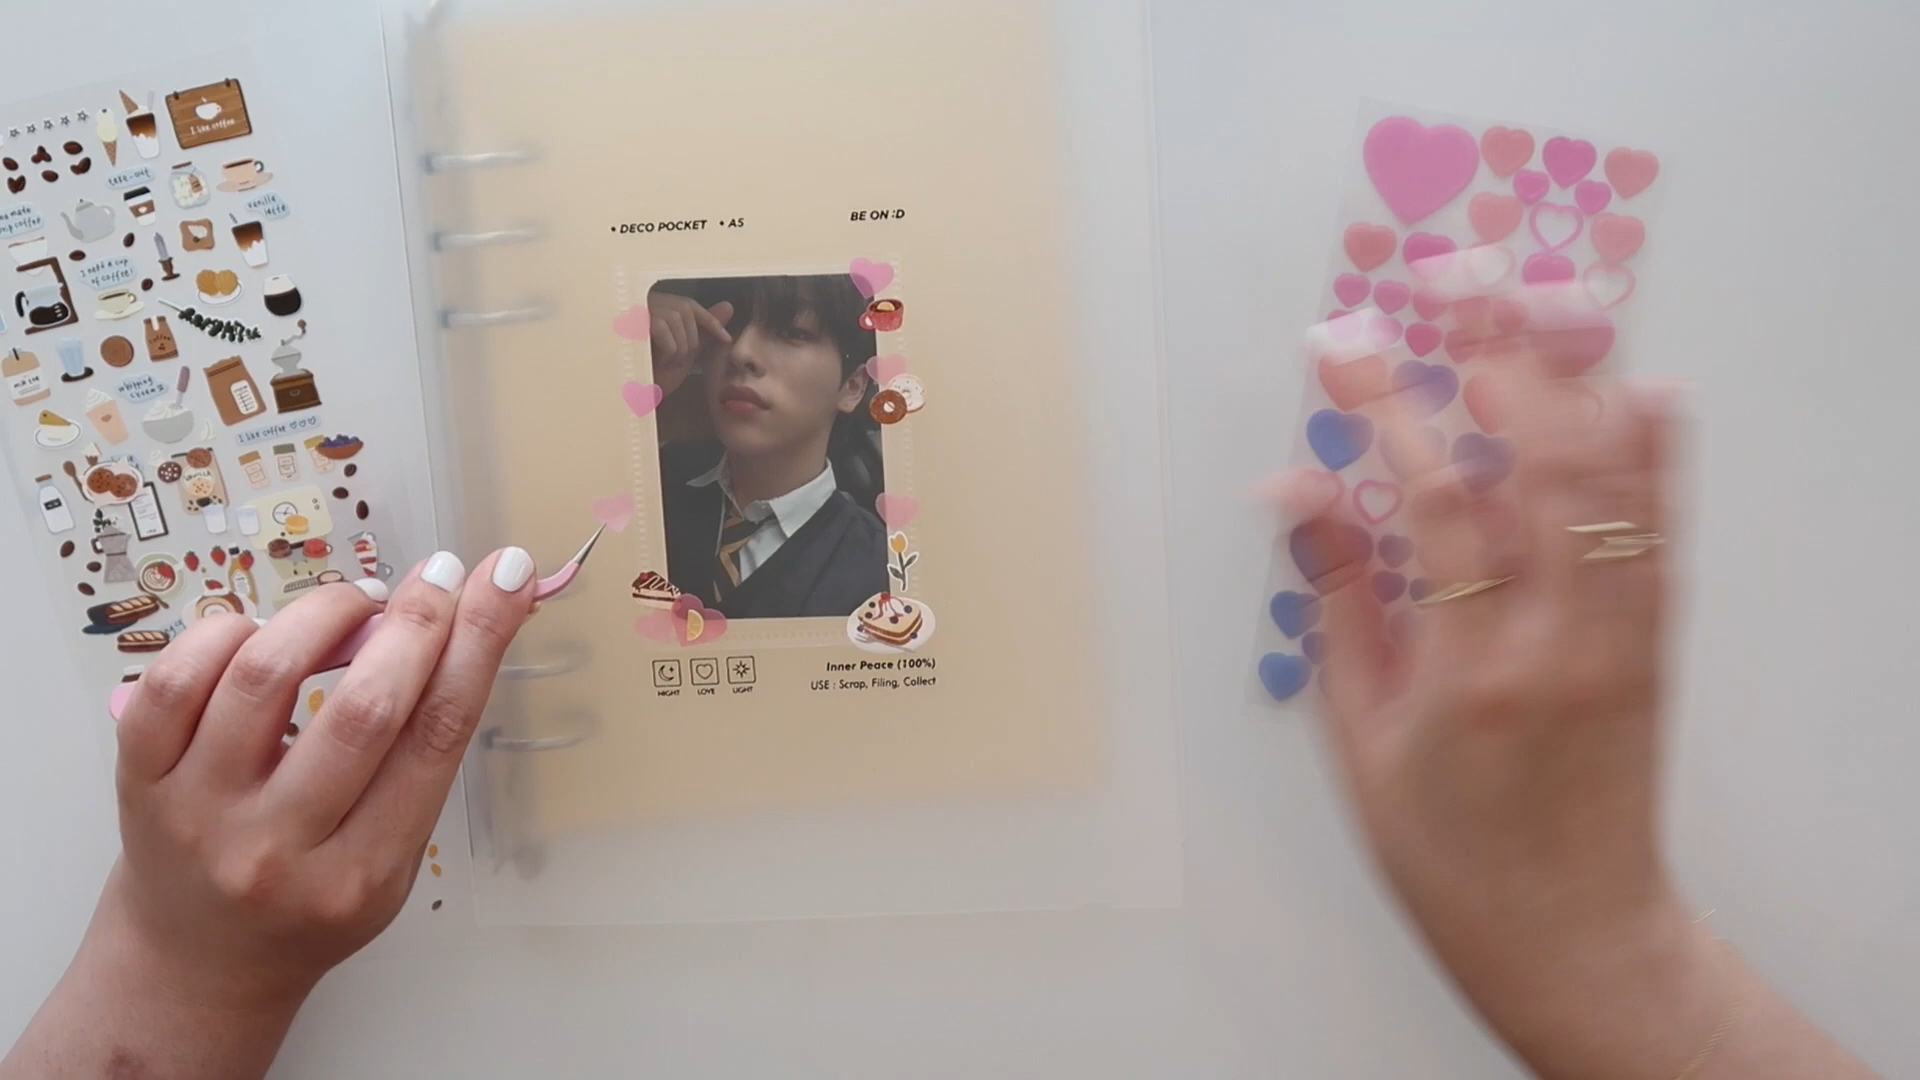 I like coffee
take-out
vanilla
latte
I need a cup
of coffee!
coffee
whipping
cream
I like coffee ♡♡♡
• DECO POCKET • A5
BE ON :D
NIGHT
LOVE
LIGHT
Inner Peace (100%)
USE : Scrap, Filing, Collect